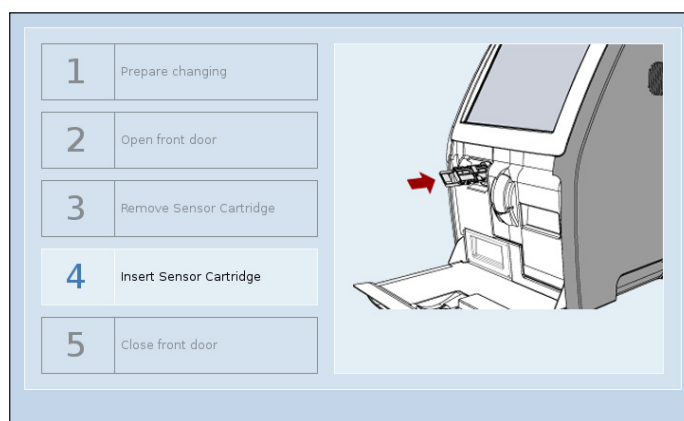 1
Prepare changing
2
Open front door
3
Remove Sensor Cartridge
4
Insert Sensor Cartridge
5
Close front door